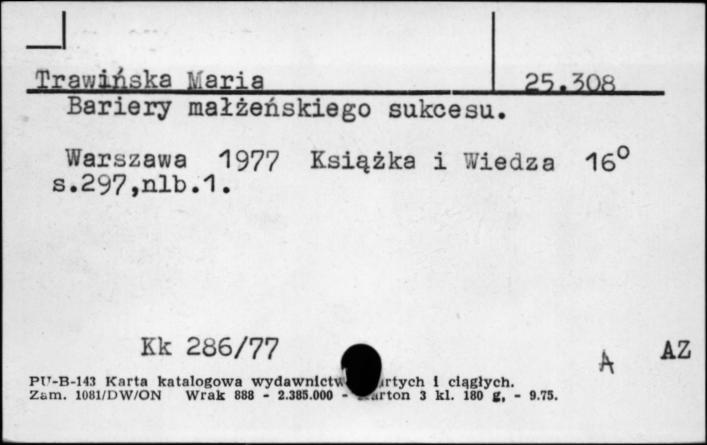 Trawińska Maria 25.308
Bariery małżeńskiego sukcesu.
Warszawa 1977 Książka i Wiedza 16°
s.297,nlb.1.
Kk 286/77
A AZ
PU-B-143 Karta katalogowa wydawnictw i ciągłych.
Zam. 1081/DW/ON Wrak 888 - 2.385.000 - 3 kl. 180 g, - 9.75.